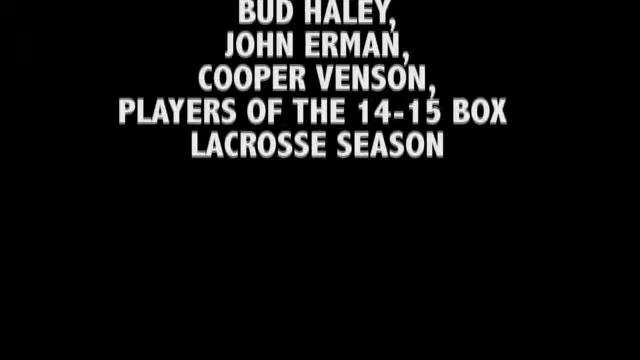 BUD HALEY,
JOHN ERMAN,
COOPER VENSON,
PLAYERS OF THE 14-15 BOX
LACROSSE SEASON